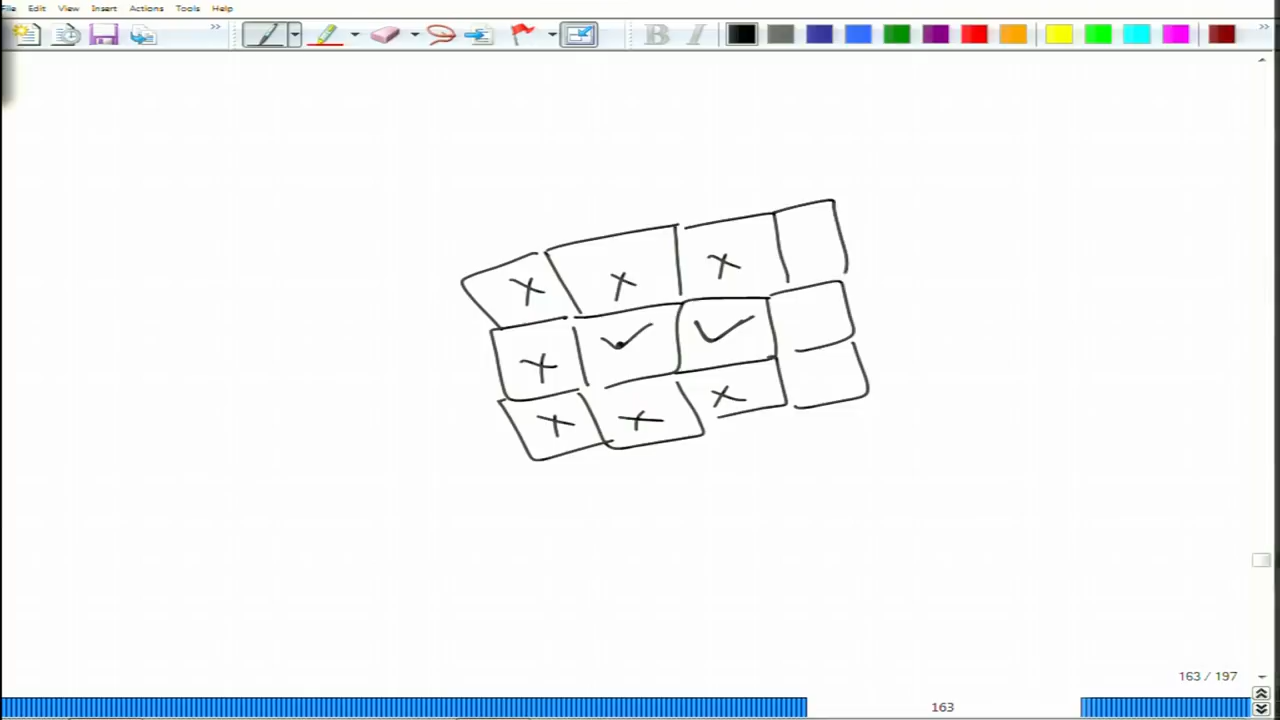 File Edit View Insert Actions Tools Help
B I
x x x
x ✓ ✓
x x x
163 / 197
163